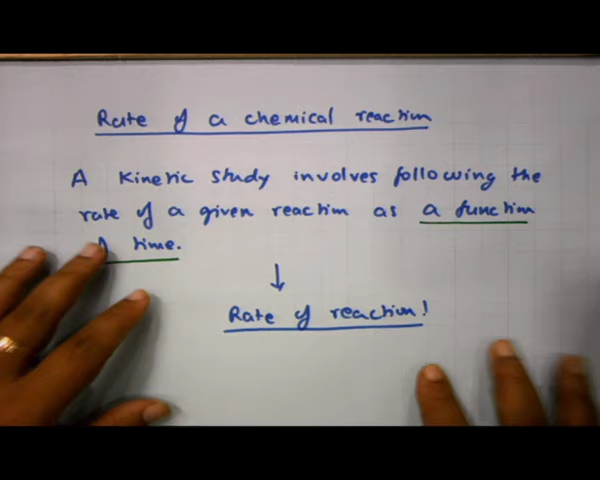 Rate of a chemical reaction
A Kinetic study involves following the
rate of a given reaction as a function
of time.
↓
Rate of reaction!